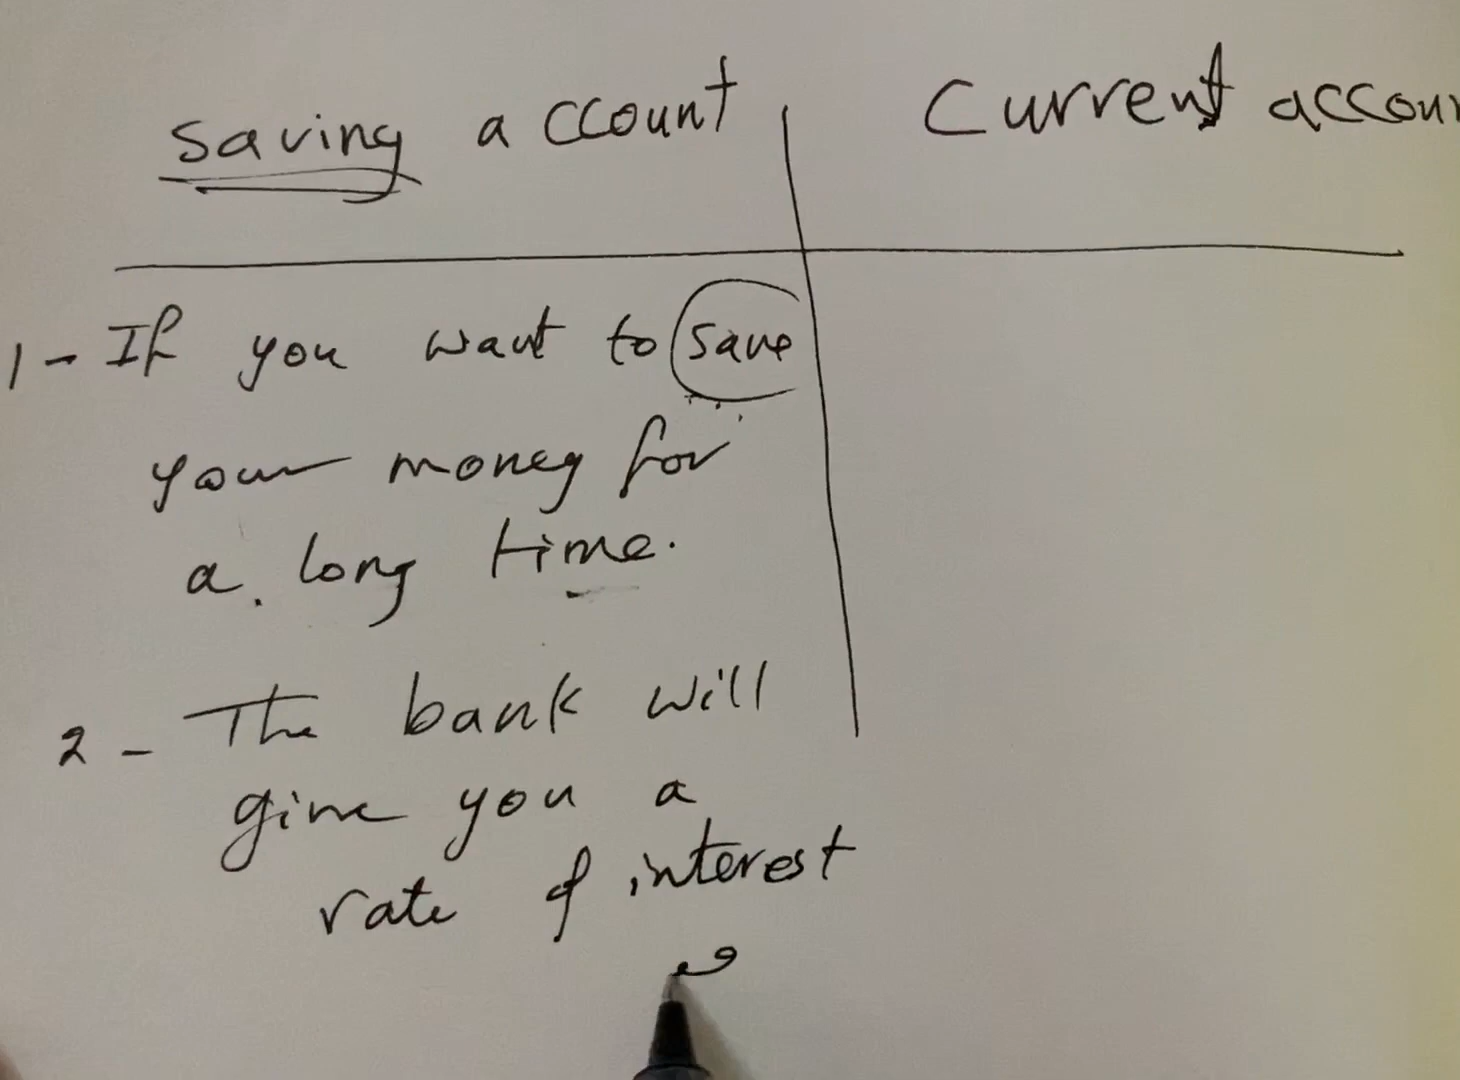 saving account
Current accoun
1- If you want to save
your money for
a long time.
2- The bank will
give you a
rate of interest